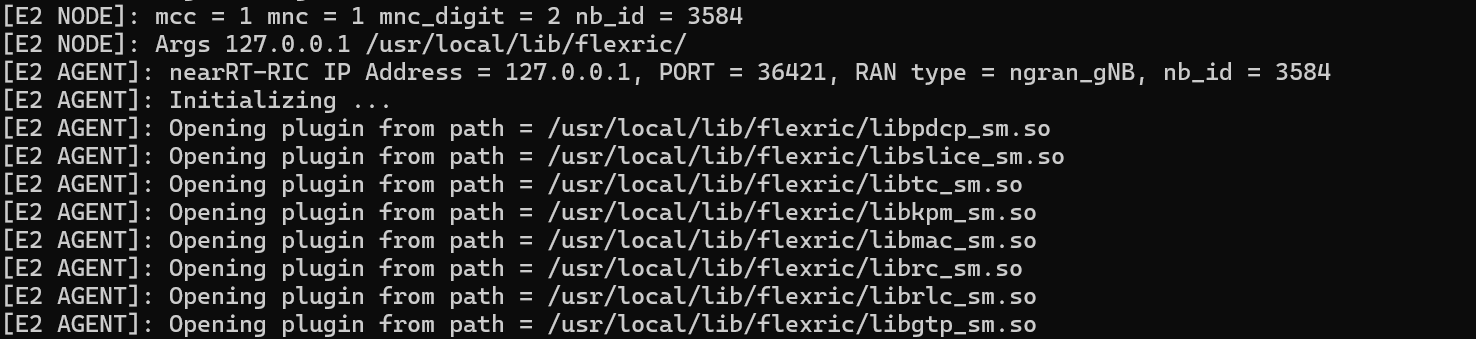 [E2 NODE]: mcc = 1 mnc = 1 mnc_digit = 2 nb_id = 3584
[E2 NODE]: Args 127.0.0.1 /usr/local/lib/flexric/
[E2 AGENT]: nearRT-RIC IP Address = 127.0.0.1, PORT = 36421, RAN type = ngran_gNB, nb_id = 3584
[E2 AGENT]: Initializing ...
[E2 AGENT]: Opening plugin from path = /usr/local/lib/flexric/libpdcp_sm.so
[E2 AGENT]: Opening plugin from path = /usr/local/lib/flexric/libslice_sm.so
[E2 AGENT]: Opening plugin from path = /usr/local/lib/flexric/libtc_sm.so
[E2 AGENT]: Opening plugin from path = /usr/local/lib/flexric/libkpm_sm.so
[E2 AGENT]: Opening plugin from path = /usr/local/lib/flexric/libmac_sm.so
[E2 AGENT]: Opening plugin from path = /usr/local/lib/flexric/librc_sm.so
[E2 AGENT]: Opening plugin from path = /usr/local/lib/flexric/librlc_sm.so
[E2 AGENT]: Opening plugin from path = /usr/local/lib/flexric/libgtp_sm.so